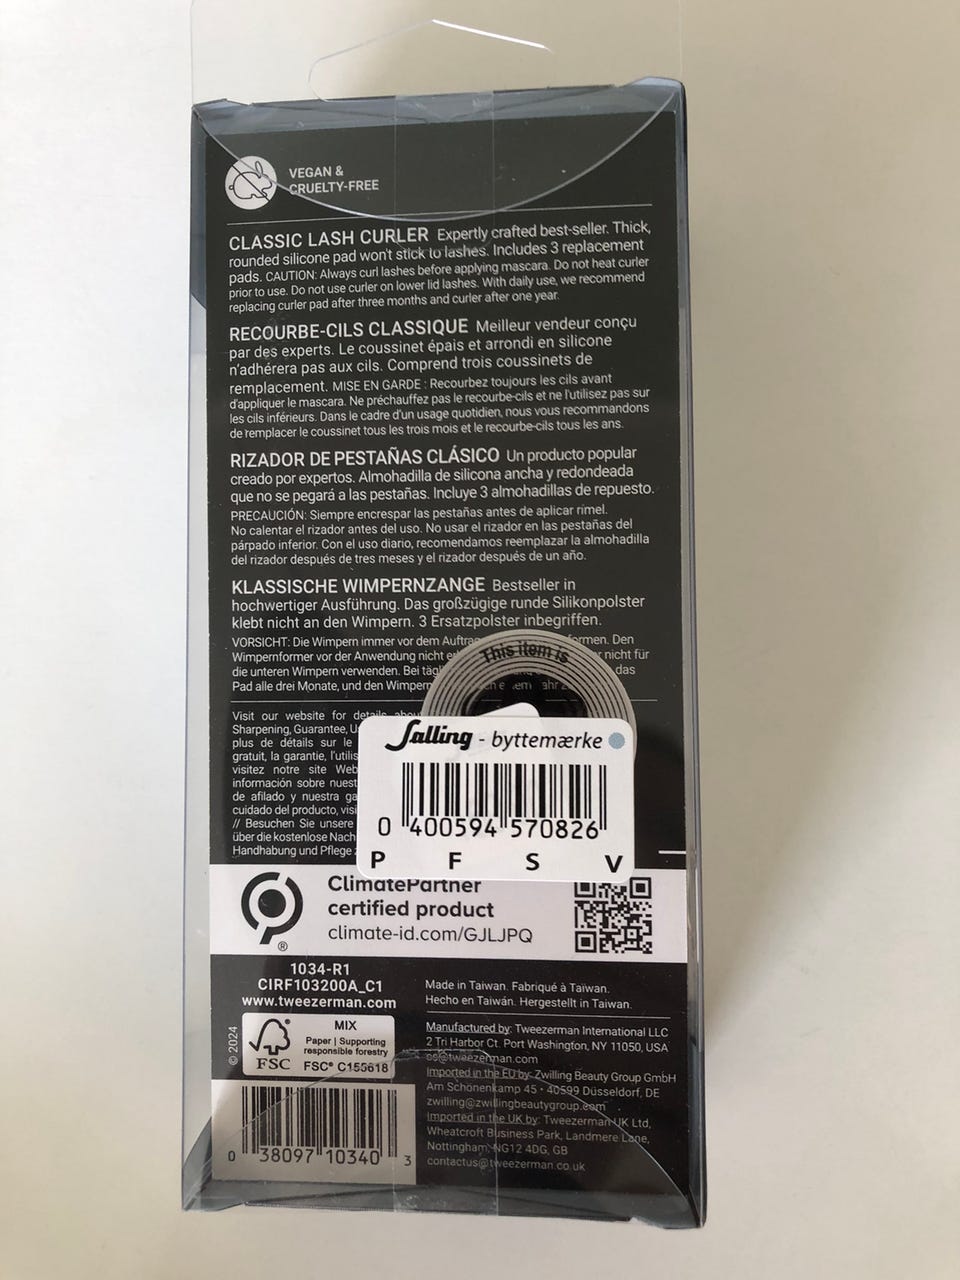 VEGAN &
CRUELTY-FREE
CLASSIC LASH CURLER Expertly crafted best-seller. Thick,
rounded silicone pad won't stick to lashes. Includes 3 replacement
pads. CAUTION: Always curl lashes before applying mascara. Do not heat curler
prior to use. Do not use curler on lower lid lashes. With daily use, we recommend
replacing curler pad after three months and curler after one year.
RECOURBE-CILS CLASSIQUE Meilleur vendeur conçu
par des experts. Le coussinet épais et arrondi en silicone
n'adhérera pas aux cils. Comprend trois coussinets de
remplacement. MISE EN GARDE : Recourbez toujours les cils avant
d'appliquer le mascara. Ne préchauffez pas le recourbe-cils et ne l'utilisez pas sur
les cils inférieurs. Dans le cadre d'un usage quotidien, nous vous recommandons
de remplacer le coussinet tous les trois mois et le recourbe-cils tous les ans.
RIZADOR DE PESTAÑAS CLÁSICO Un producto popular
creado por expertos. Almohadilla de silicona ancha y redondeada
que no se pegará a las pestañas. Incluye 3 almohadillas de repuesto.
PRECAUCIÓN: Siempre encrespar las pestañas antes de aplicar rimel.
No calentar el rizador antes del uso. No usar el rizador en las pestañas del
párpado inferior. Con el uso diario, recomendamos reemplazar la almohadilla
del rizador después de tres meses y el rizador después de un año.
KLASSISCHE WIMPERNZANGE Bestseller in
hochwertiger Ausführung. Das großzügige runde Silikonpolster
klebt nicht an den Wimpern. 3 Ersatzpolster inbegriffen.
VORSICHT: Die Wimpern immer vor dem Auftra formen. Den
Wimpernformer vor der Anwendung nicht nicht für
die unteren Wimpern verwenden. Bei das
Pad alle drei Monate, und den
This item is
Visit our website for details about
Sharpening, Guarantee,
plus de détails sur le
gratuit, la garantie,
visitez notre site Web
información sobre
de afilado y nuestra
cuidado del producto,
// Besuchen Sie unsere
über die kostenlose
Handhabung und Pflege
Salling - byttemærke
0 400594 570826
P F S V
ClimatePartner
certified product
climate-id.com/GJLJPQ
®
1034-R1
CIRF103200A_C1
www.tweezerman.com
© 2024
FSC
MIX
Paper | Supporting
responsible forestry
FSC® C155618
0 38097 10340 3
Made in Taiwan. Fabriqué à Taïwan.
Hecho en Taiwán. Hergestellt in Taiwan.
Manufactured by: Tweezerman International LLC
2 Tri Harbor Ct. Port Washington, NY 11050, USA
cs@tweezerman.com
Imported in the EU by: Zwilling Beauty Group GmbH
Am Schönenkamp 45 • 40599 Düsseldorf, DE
zwilling@zwillingbeautygroup.com
Imported in the UK by: Tweezerman UK Ltd,
Wheatcroft Business Park, Landmere Lane,
Nottingham, NG12 4DG, GB
contactus@tweezerman.co.uk